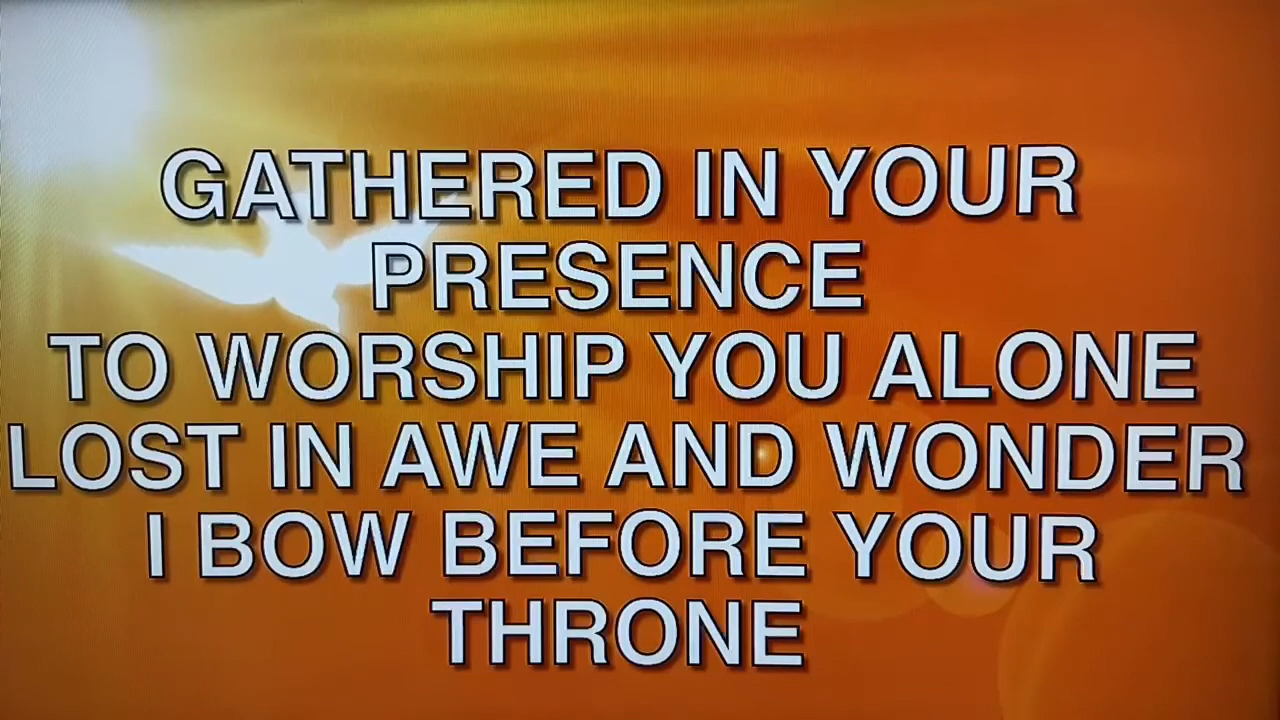 GATHERED IN YOUR
PRESENCE
TO WORSHIP YOU ALONE
LOST IN AWE AND WONDER
I BOW BEFORE YOUR
THRONE